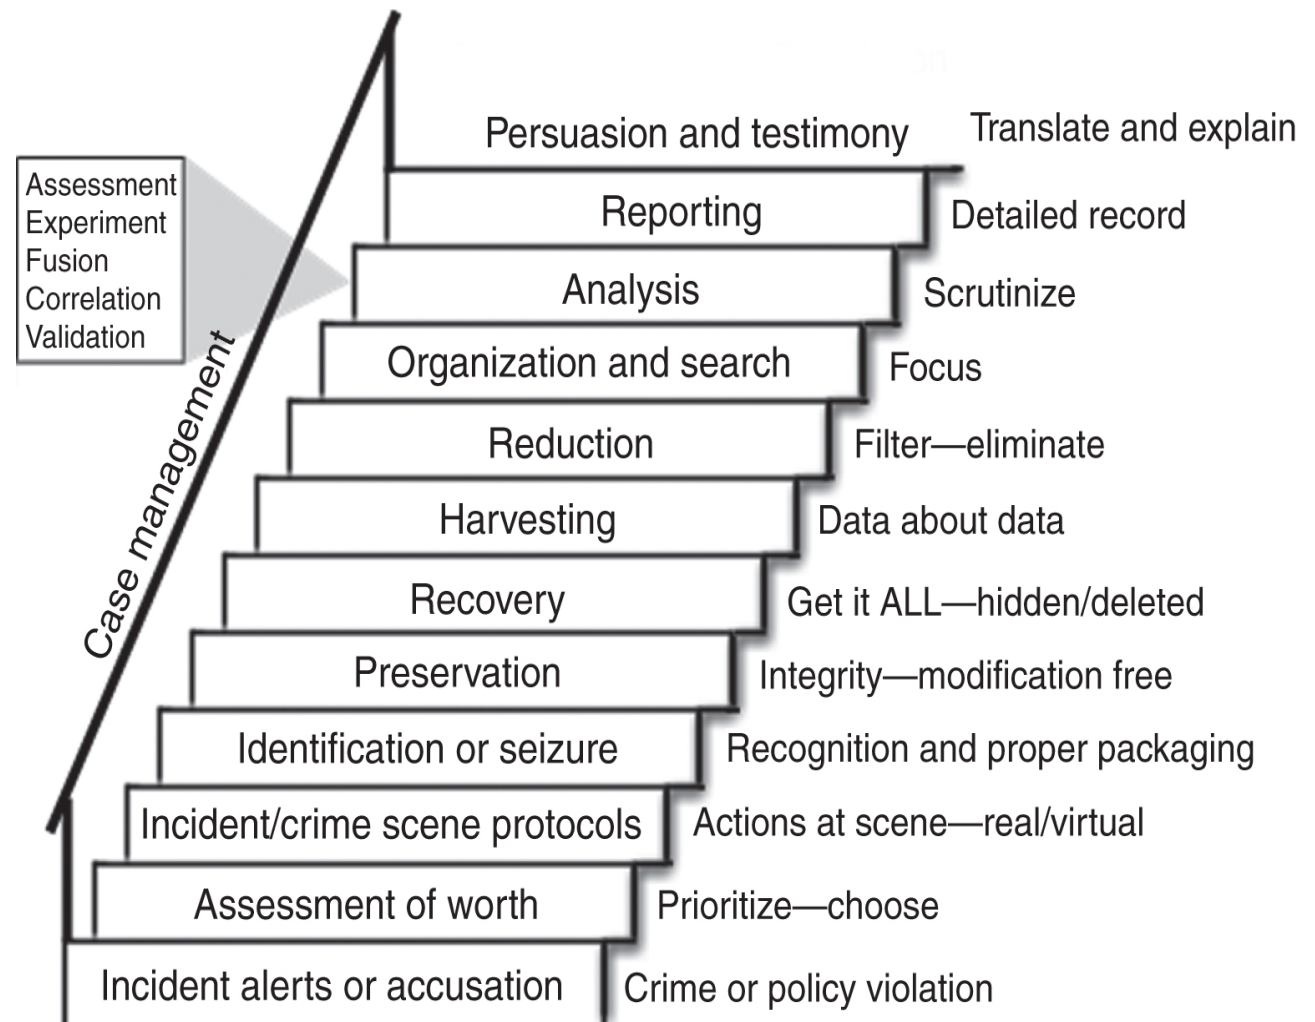 Persuasion and testimony Translate and explain
Assessment
Experiment
Fusion
Correlation
Validation
Reporting Detailed record
Analysis Scrutinize
Organization and search Focus
Case management
Reduction Filter—eliminate
Harvesting Data about data
Recovery Get it ALL—hidden/deleted
Preservation Integrity—modification free
Identification or seizure Recognition and proper packaging
Incident/crime scene protocols Actions at scene—real/virtual
Assessment of worth Prioritize—choose
Incident alerts or accusation Crime or policy violation